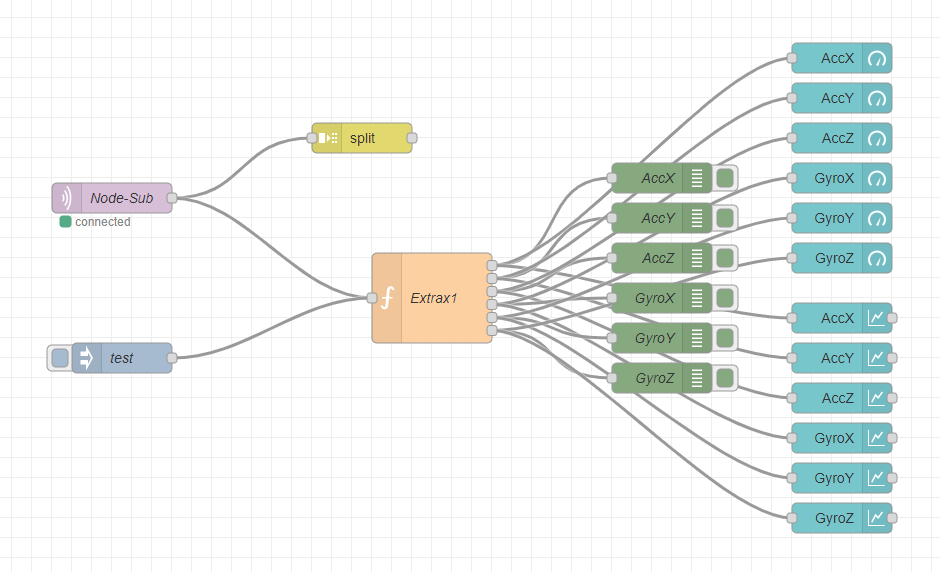 Node-Sub
connected
test
split
Extrax1
AccX
AccY
AccZ
GyroX
GyroY
GyroZ
AccX
AccY
AccZ
GyroX
GyroY
GyroZ
AccX
AccY
AccZ
GyroX
GyroY
GyroZ